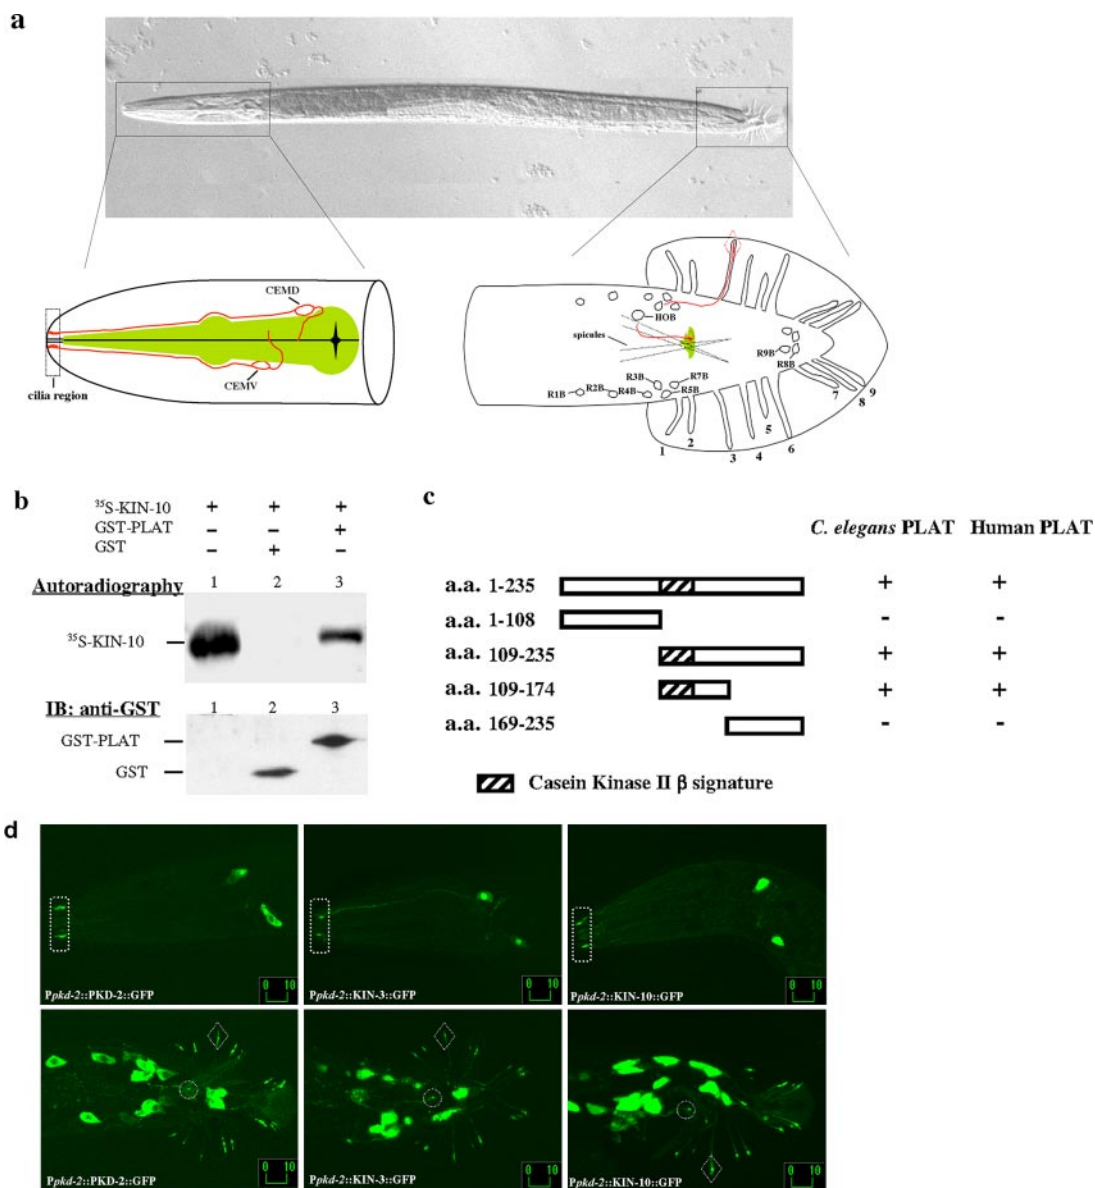 a
CEMD
CEMV
cilia region
HOB
spicules
R9B
R8B
R3B
R7B
R1B
R2B
R4B
R5B
1
2
3
4
5
6
7
8
9
b
³⁵S-KIN-10 + + +
GST-PLAT – – +
GST – + –
Autoradiography 1 2 3
³⁵S-KIN-10
IB: anti-GST 1 2 3
GST-PLAT
GST
c
C. elegans PLAT Human PLAT
a.a. 1-235 + +
a.a. 1-108 - -
a.a. 109-235 + +
a.a. 109-174 + +
a.a. 169-235 - -
Casein Kinase II β signature
d
Ppkd-2::PKD-2::GFP 0 10
Ppkd-2::KIN-3::GFP 0 10
Ppkd-2::KIN-10::GFP 0 10
Ppkd-2::PKD-2::GFP 0 10
Ppkd-2::KIN-3::GFP 0 10
Ppkd-2::KIN-10::GFP 0 10